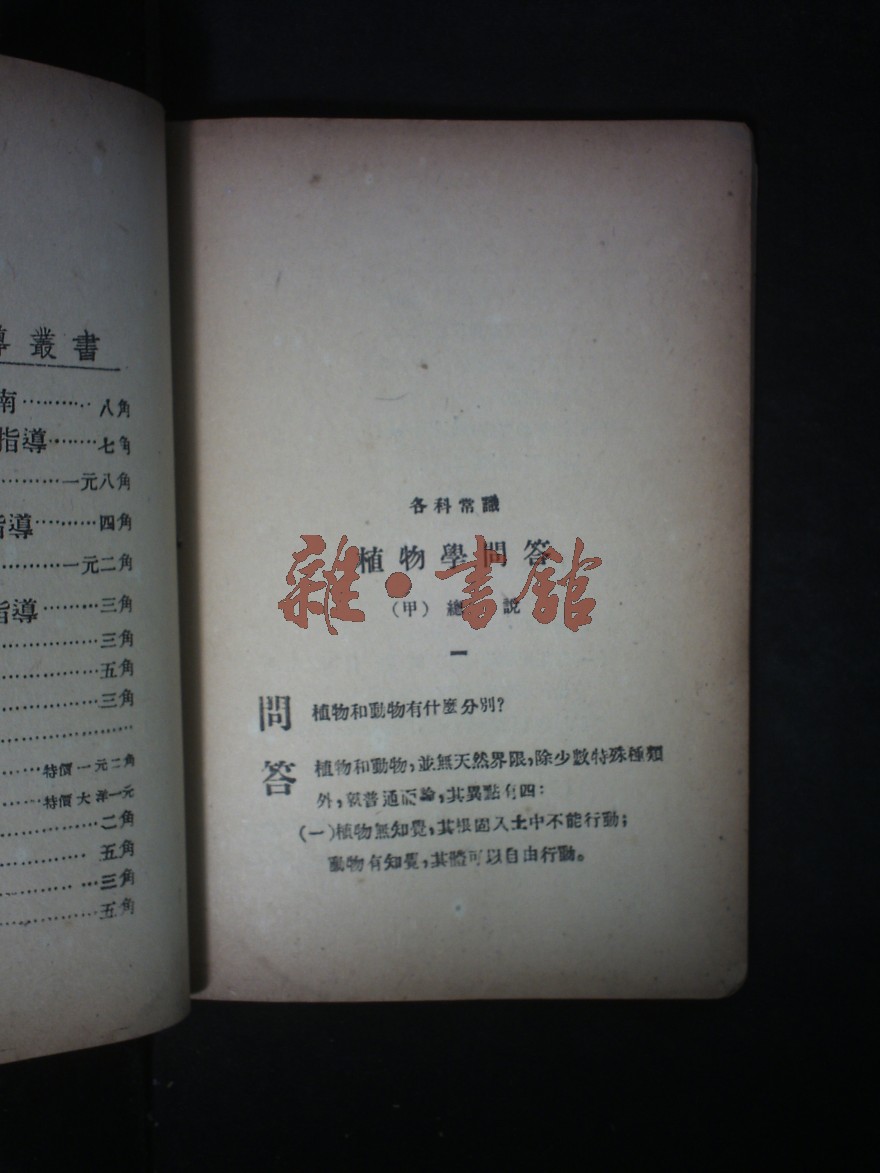 導叢書
南………… 八角
指導……… 七角
…………一元八角
指導………四角
…………一元二角
指導………三角
……………三角
……………五角
……………三角
……特價一元二角
……特價大洋一元
……………二角
……………五角
……………三角
……………五角
各科常識
植物學問答
(甲)總說
雜·書館
一
問 植物和動物有什麼分別?
答 植物和動物,並無天然界限,除少數特殊種類
外,就普通而論,其異點有四:
(一)植物無知覺,其根固入土中不能行動;
動物有知覺,其體可以自由行動。